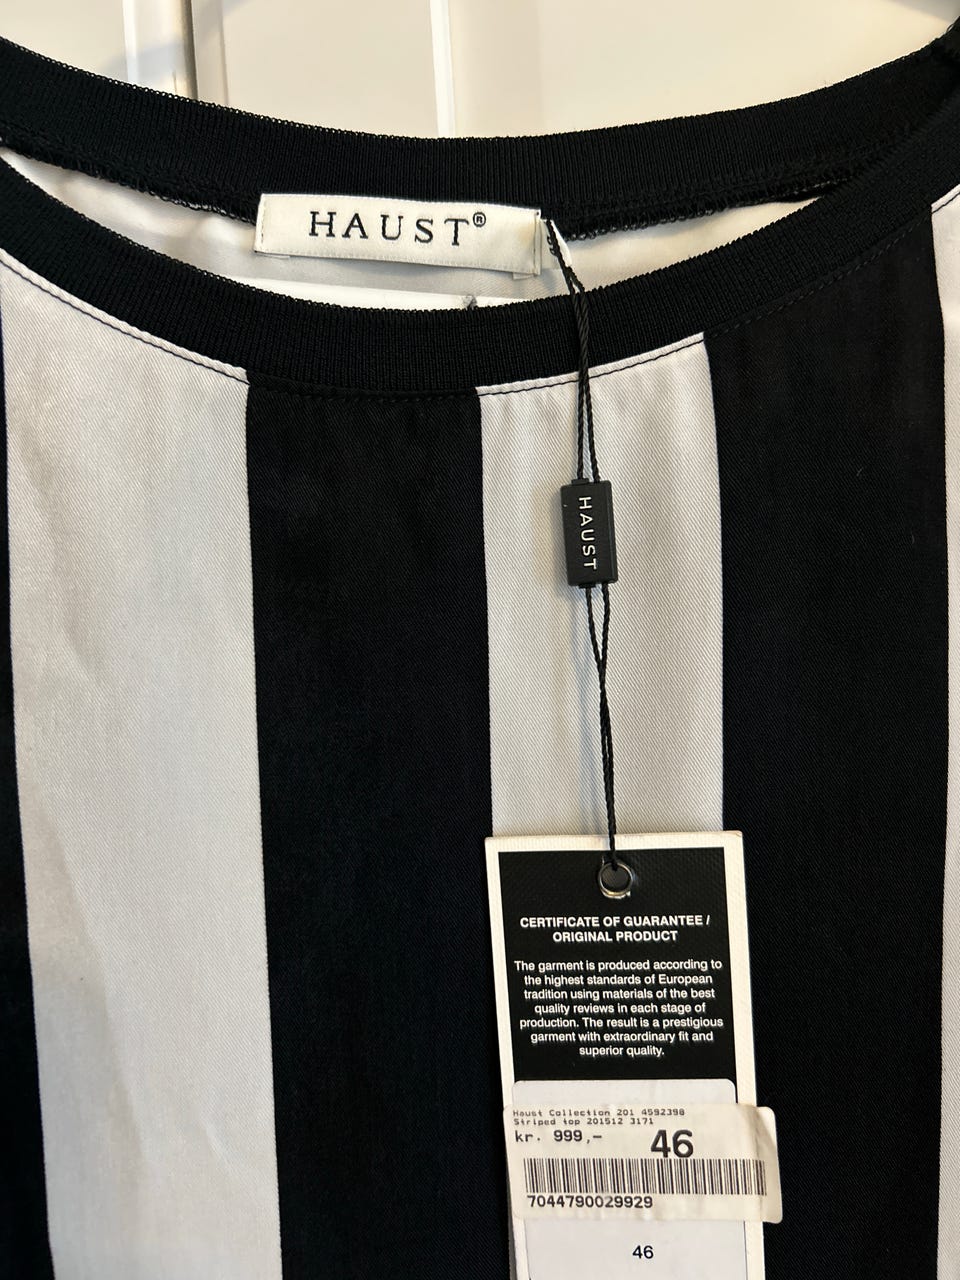 HAUST®
HAUST
CERTIFICATE OF GUARANTEE /
ORIGINAL PRODUCT
The garment is produced according to
the highest standards of European
tradition using materials of the best
quality reviews in each stage of
production. The result is a prestigious
garment with extraordinary fit and
superior quality.
Haust Collection 201 4592398
Striped top 201512 3171
kr. 999,- 46
7044790029929
46